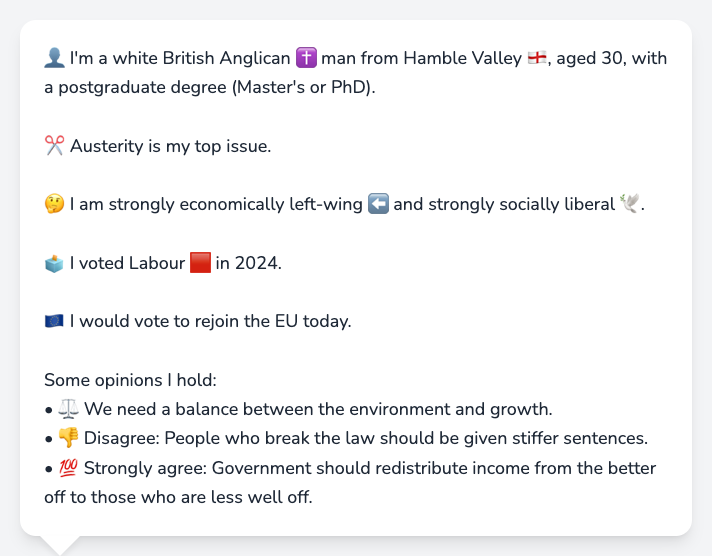 👤 I'm a white British Anglican ✝️ man from Hamble Valley 🏴󠁧󠁢󠁥󠁮󠁧󠁿, aged 30, with
a postgraduate degree (Master's or PhD).
✂️ Austerity is my top issue.
🤔 I am strongly economically left-wing ⬅️ and strongly socially liberal 🕊️.
🗳️ I voted Labour 🟥 in 2024.
🇪🇺 I would vote to rejoin the EU today.
Some opinions I hold:
• ⚖️ We need a balance between the environment and growth.
• 👎 Disagree: People who break the law should be given stiffer sentences.
• 💯 Strongly agree: Government should redistribute income from the better
off to those who are less well off.